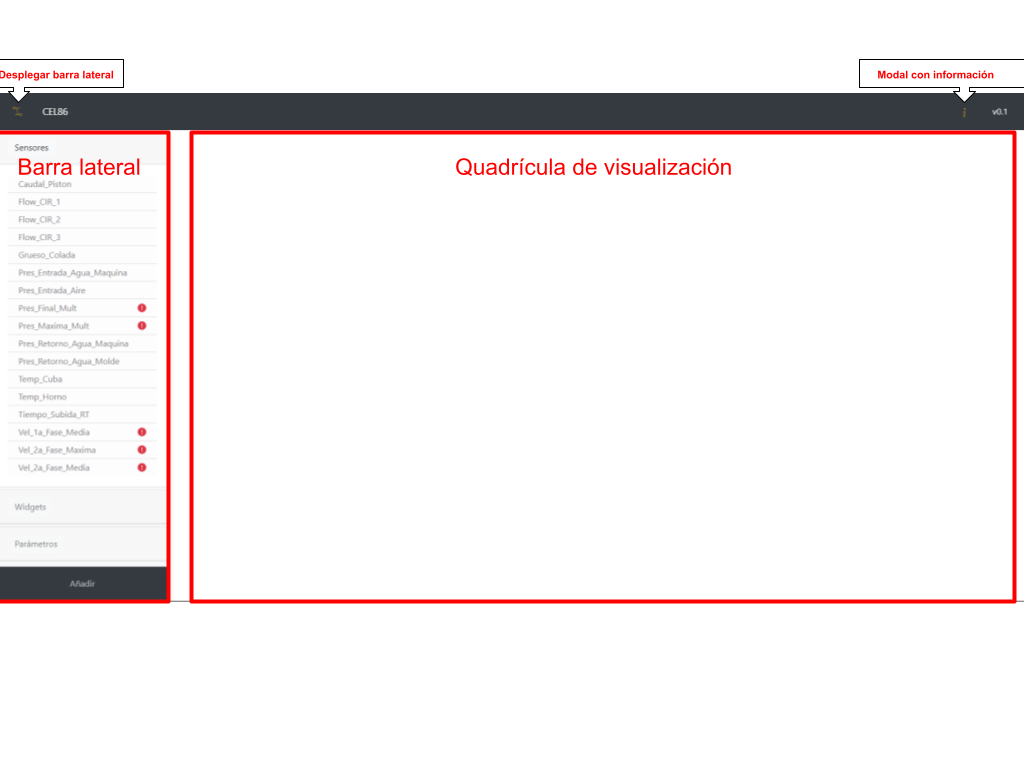 Desplegar barra lateral
Modal con información
CEL86
i
v0.1
Sensores
Barra lateral
Quadrícula de visualización
Caudal_Piston
Flow_CIR_1
Flow_CIR_2
Flow_CIR_3
Grueso_Colada
Pres_Entrada_Agua_Maquina
Pres_Entrada_Aire
Pres_Final_Mult
Pres_Maxima_Mult
Pres_Retorno_Agua_Maquina
Pres_Retorno_Agua_Molde
Temp_Cuba
Temp_Horno
Tiempo_Subida_RT
Vel_1a_Fase_Media
Vel_2a_Fase_Maxima
Vel_2a_Fase_Media
Widgets
Parámetros
Añadir